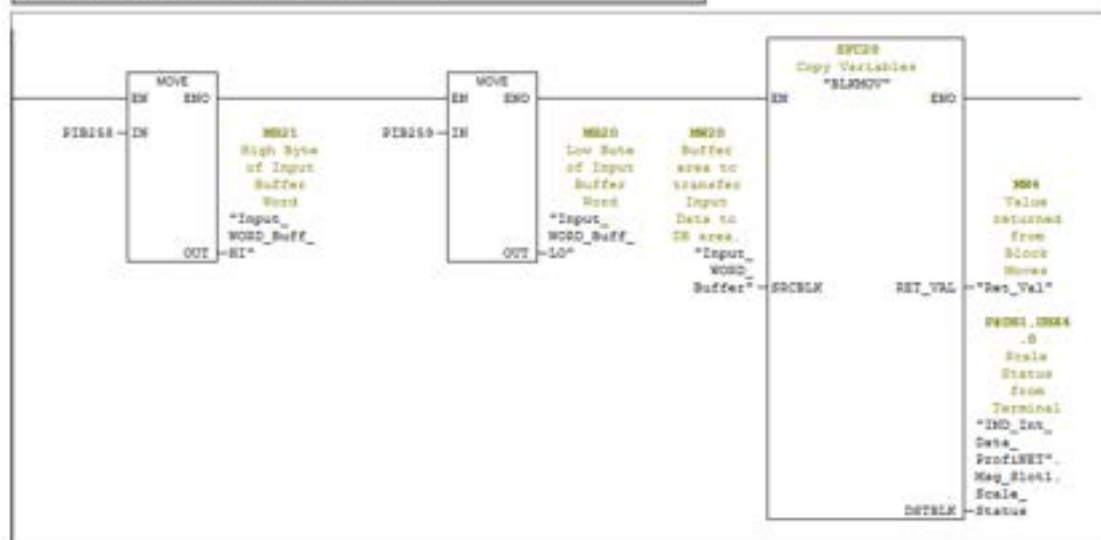 MOVE
EN ENO
PIB258 IN
MB21
High Byte
of Input
Buffer
Word
"Input_
WORD_Buff_
OUT HI"
MOVE
EN ENO
PIB259 IN
MB20
Low Byte
of Input
Buffer
Word
"Input_
WORD_Buff_
OUT LO"
SFC20
Copy Variables
"BLKMOV"
EN ENO
MW20
Buffer
area to
transfer
Input
Data to
DB area.
"Input_
WORD_
Buffer" SRCBLK
Value
returned
from
Block
Moves
RET_VAL "Ret_Val"
.0
Scale
Status
from
Terminal
"IND_Int_
Data_
ProfiNET".
Msg_Slot1.
Scale_
DSTBLK Status